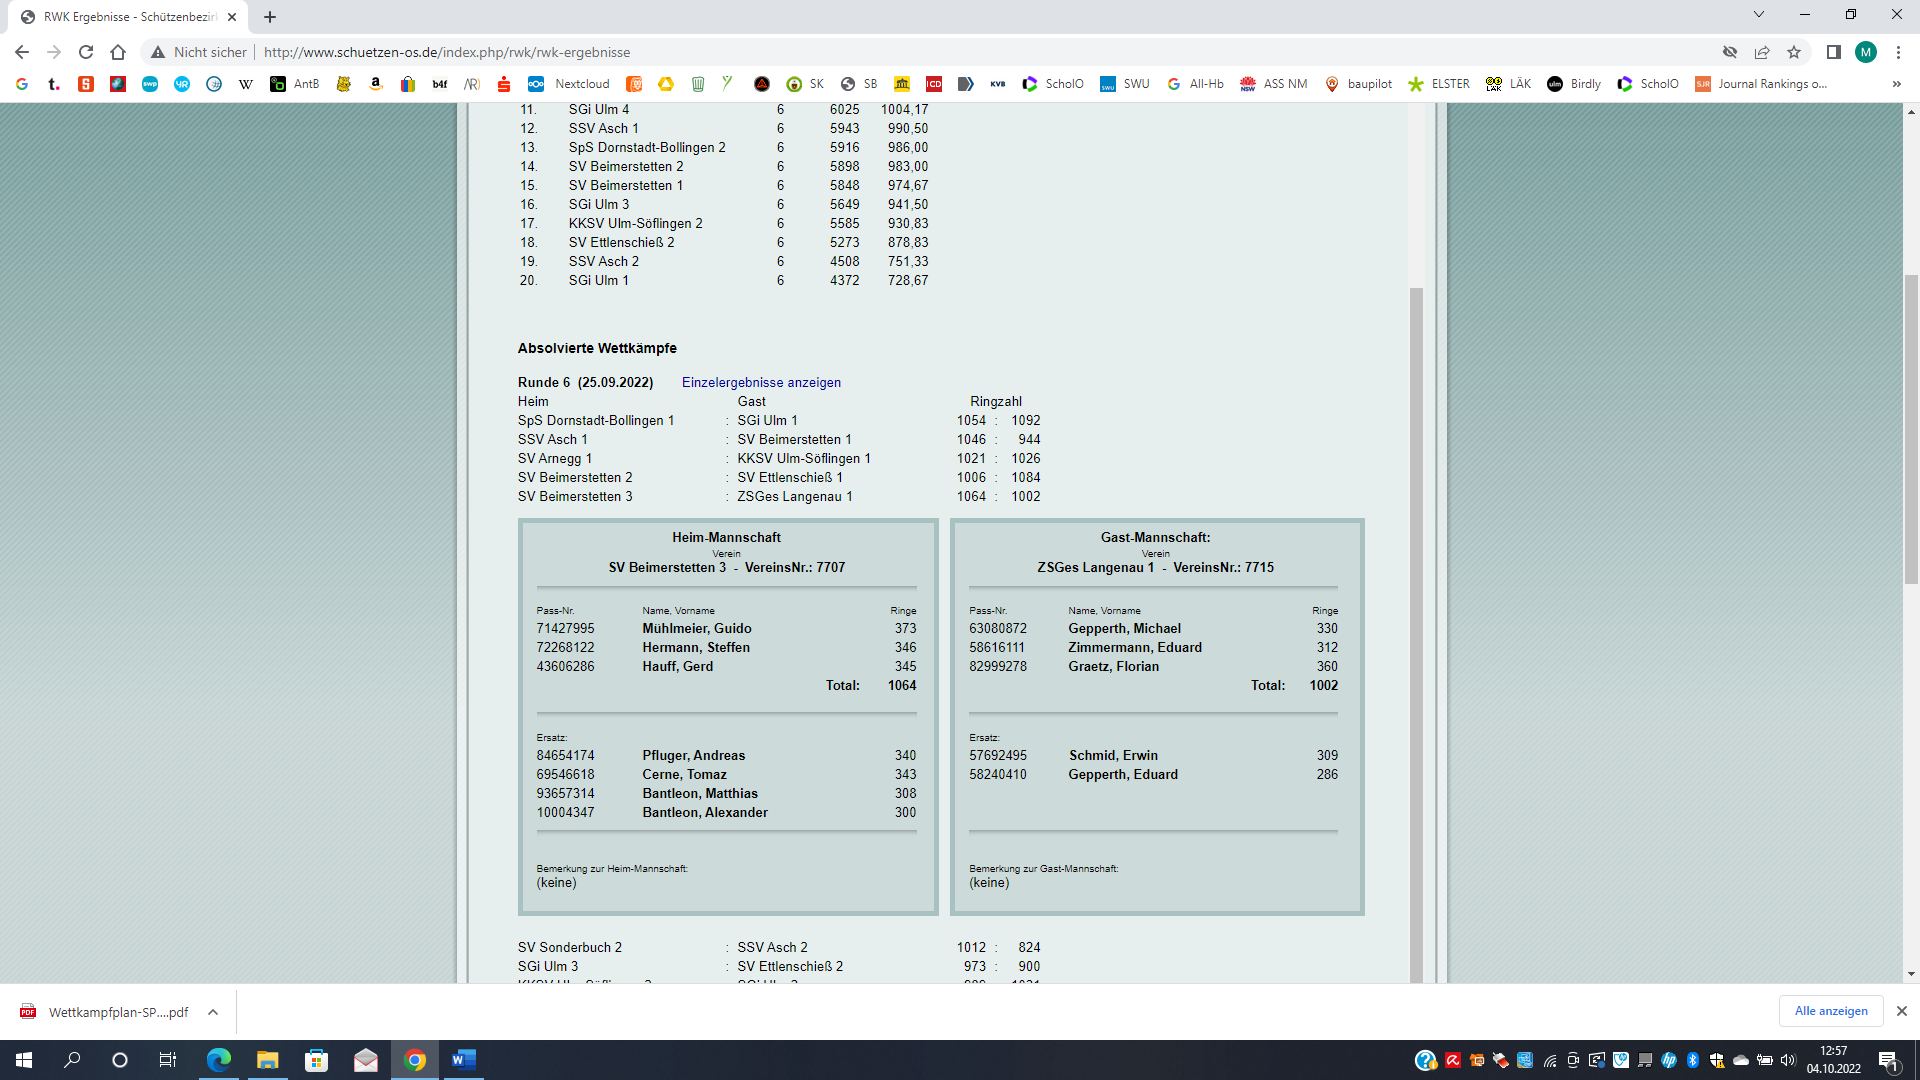 RWK Ergebnisse - Schützenbezirk
Nicht sicher | http://www.schuetzen-os.de/index.php/rwk/rwk-ergebnisse
M
AntB b4f Nextcloud SK SB ICD KVB ScholO SWU All-Hb ASS NM baupilot ELSTER LÄK Birdly ScholO Journal Rankings o... »
11. SGi Ulm 4 6 6025 1004,17
12. SSV Asch 1 6 5943 990,50
13. SpS Dornstadt-Bollingen 2 6 5916 986,00
14. SV Beimerstetten 2 6 5898 983,00
15. SV Beimerstetten 1 6 5848 974,67
16. SGi Ulm 3 6 5649 941,50
17. KKSV Ulm-Söflingen 2 6 5585 930,83
18. SV Ettlenschieß 2 6 5273 878,83
19. SSV Asch 2 6 4508 751,33
20. SGi Ulm 1 6 4372 728,67
Absolvierte Wettkämpfe
Runde 6 (25.09.2022) Einzelergebnisse anzeigen
Heim Gast Ringzahl
SpS Dornstadt-Bollingen 1 : SGi Ulm 1 1054 : 1092
SSV Asch 1 : SV Beimerstetten 1 1046 : 944
SV Arnegg 1 : KKSV Ulm-Söflingen 1 1021 : 1026
SV Beimerstetten 2 : SV Ettlenschieß 1 1006 : 1084
SV Beimerstetten 3 : ZSGes Langenau 1 1064 : 1002
Heim-Mannschaft
Verein
SV Beimerstetten 3 - VereinsNr.: 7707
Pass-Nr. Name, Vorname Ringe
71427995 Mühlmeier, Guido 373
72268122 Hermann, Steffen 346
43606286 Hauff, Gerd 345
Total: 1064
Ersatz:
84654174 Pfluger, Andreas 340
69546618 Cerne, Tomaz 343
93657314 Bantleon, Matthias 308
10004347 Bantleon, Alexander 300
Bemerkung zur Heim-Mannschaft:
(keine)
Gast-Mannschaft:
Verein
ZSGes Langenau 1 - VereinsNr.: 7715
Pass-Nr. Name, Vorname Ringe
63080872 Gepperth, Michael 330
58616111 Zimmermann, Eduard 312
82999278 Graetz, Florian 360
Total: 1002
Ersatz:
57692495 Schmid, Erwin 309
58240410 Gepperth, Eduard 286
Bemerkung zur Gast-Mannschaft:
(keine)
SV Sonderbuch 2 : SSV Asch 2 1012 : 824
SGi Ulm 3 : SV Ettlenschieß 2 973 : 900
Wettkampfplan-SP....pdf
Alle anzeigen
12:57
04.10.2022